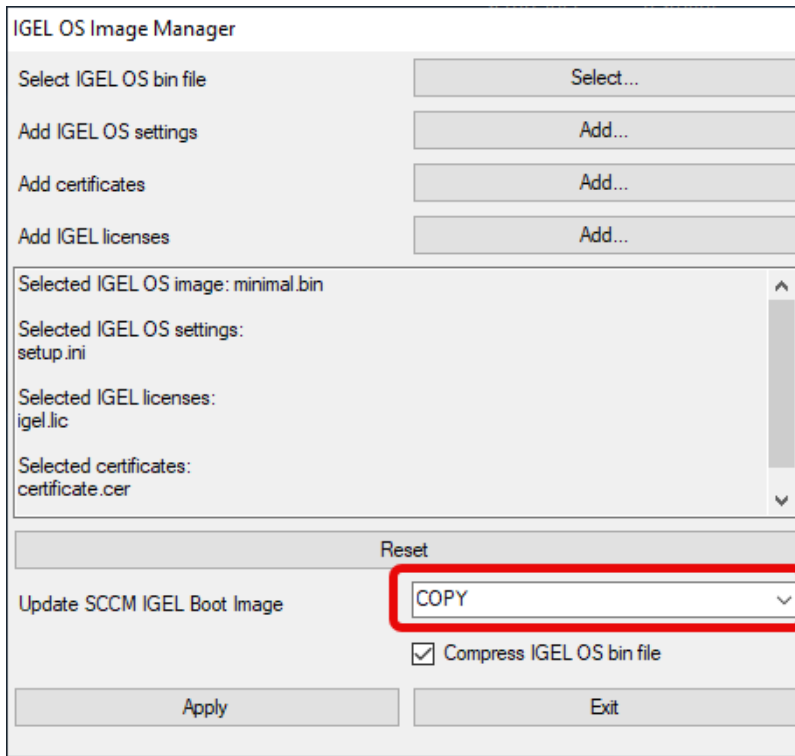 IGEL OS Image Manager
Select IGEL OS bin file
Select...
Add IGEL OS settings
Add...
Add certificates
Add...
Add IGEL licenses
Add...
Selected IGEL OS image: minimal.bin
Selected IGEL OS settings:
setup.ini
Selected IGEL licenses:
igel.lic
Selected certificates:
certificate.cer
Reset
Update SCCM IGEL Boot Image
COPY
Compress IGEL OS bin file
Apply
Exit